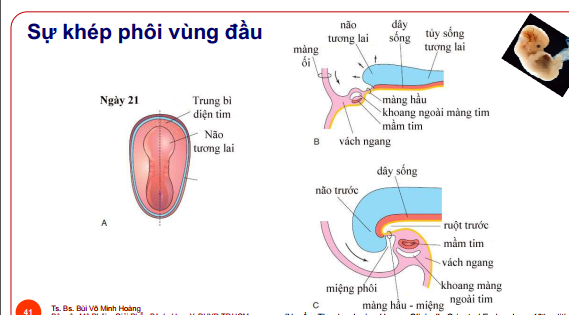 Sự khép phôi vùng đầu
Ngày 21
Trung bì
diện tim
Não
tương lai
A
não
tương lai
dây
sống
tủy sống
tương lai
màng
ối
màng hầu
khoang ngoài màng tim
mầm tim
vách ngang
B
dây sống
não trước
ruột trước
mầm tim
vách ngang
khoang màng
ngoài tim
miệng phôi
màng hầu - miệng
C
41
Ts. Bs. Bùi Võ Minh Hoàng